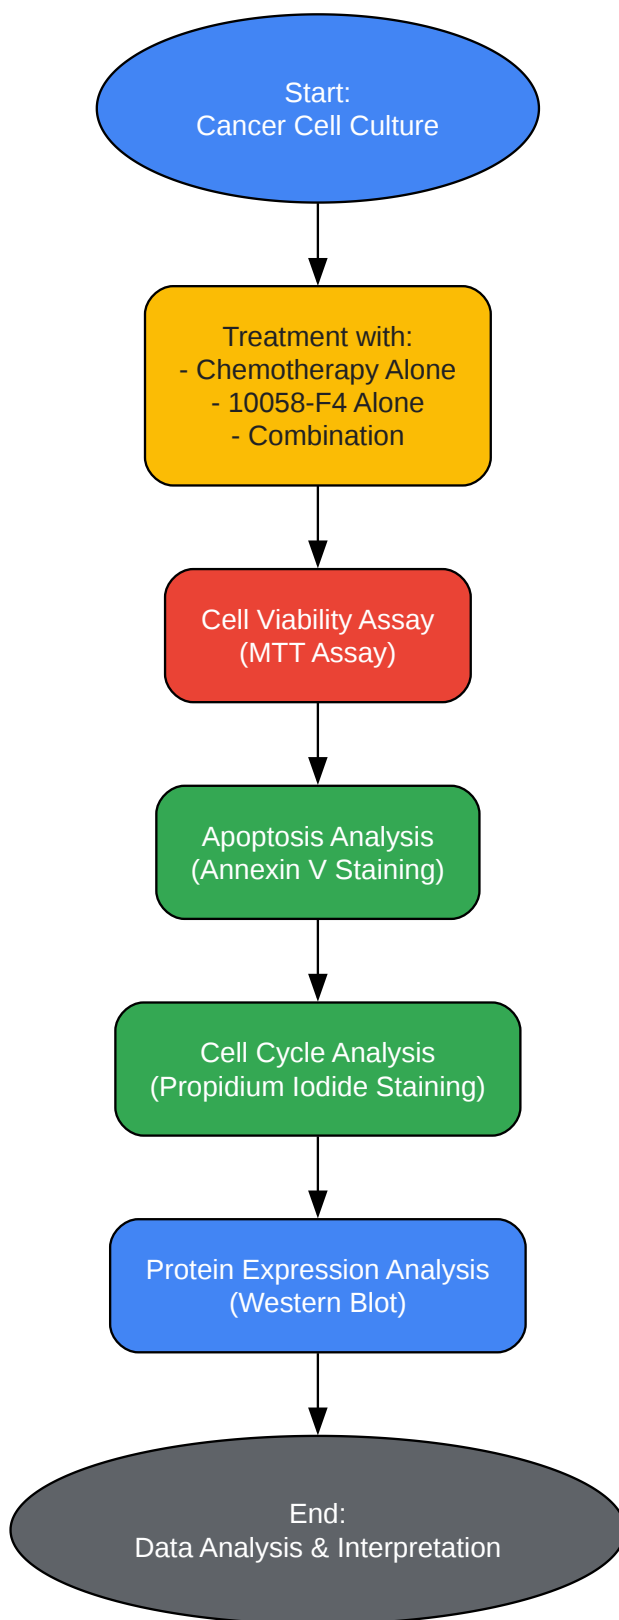 Start:
Cancer Cell Culture
Treatment with:
- Chemotherapy Alone
- 10058-F4 Alone
- Combination
Cell Viability Assay
(MTT Assay)
Apoptosis Analysis
(Annexin V Staining)
Cell Cycle Analysis
(Propidium Iodide Staining)
Protein Expression Analysis
(Western Blot)
End:
Data Analysis & Interpretation